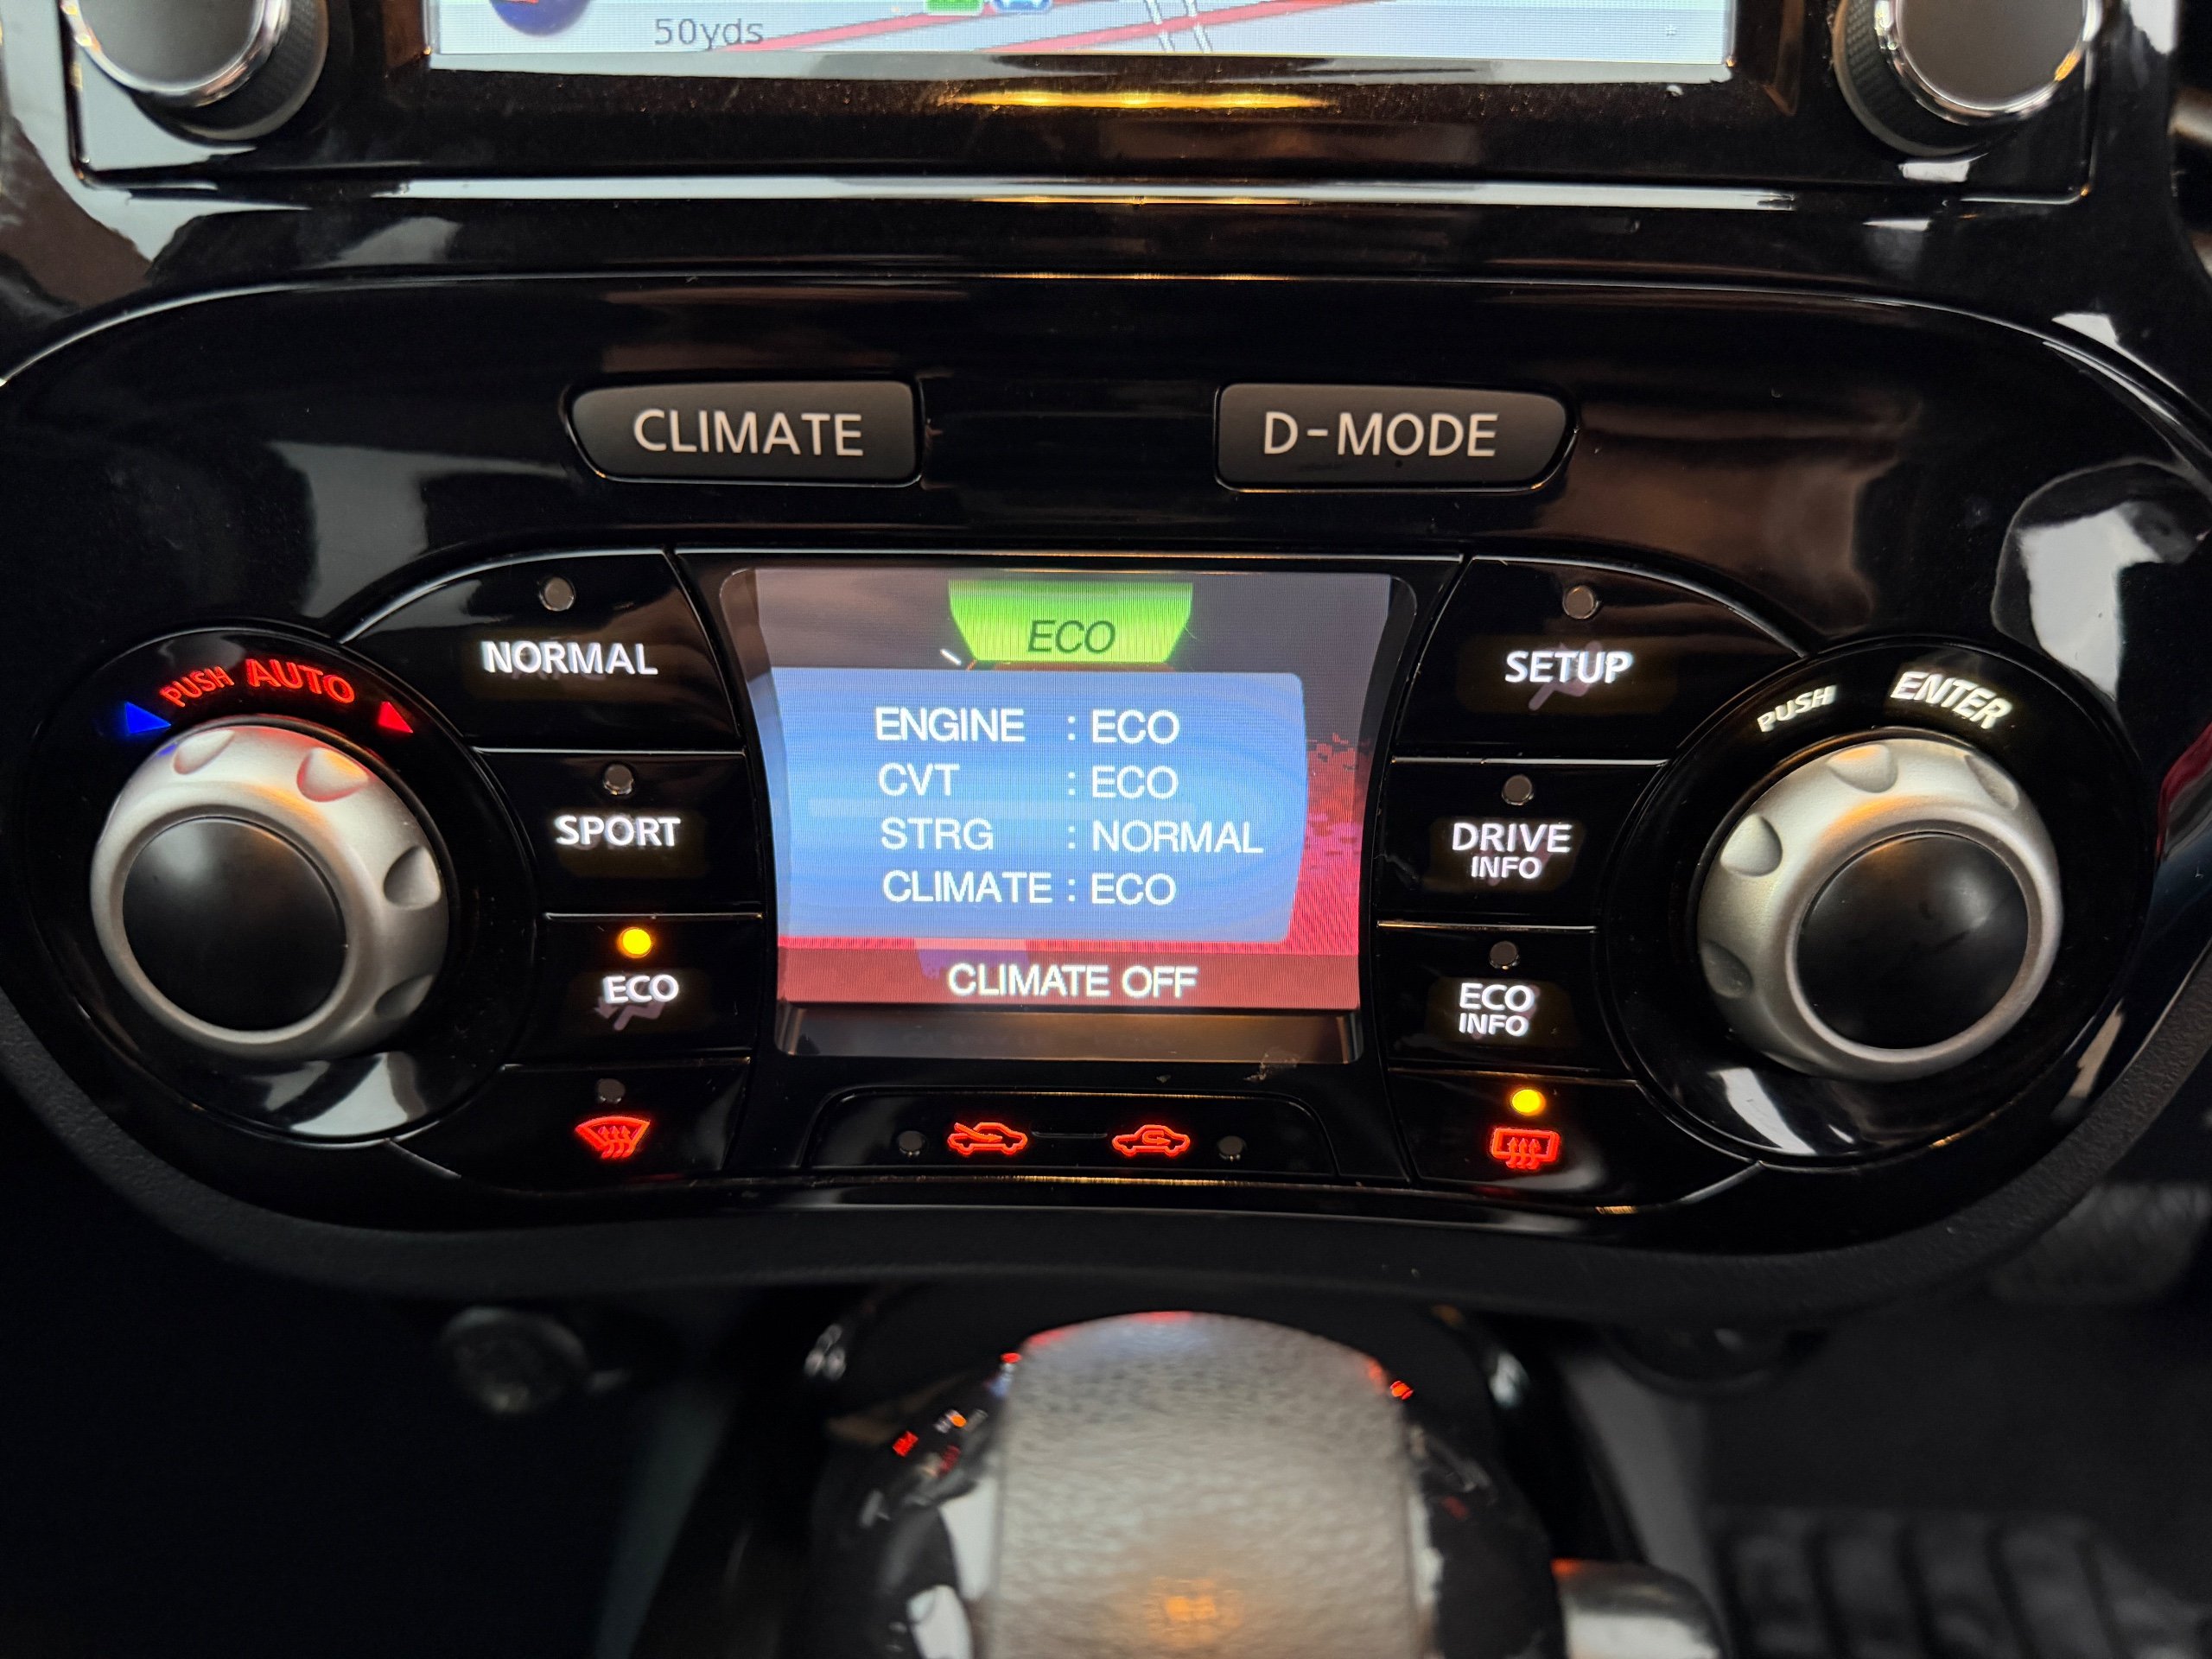 50yds
CLIMATE
D-MODE
NORMAL
ECO
SETUP
PUSH AUTO
PUSH ENTER
ENGINE : ECO
CVT : ECO
STRG : NORMAL
CLIMATE : ECO
SPORT
DRIVE
INFO
ECO
CLIMATE OFF
ECO
INFO